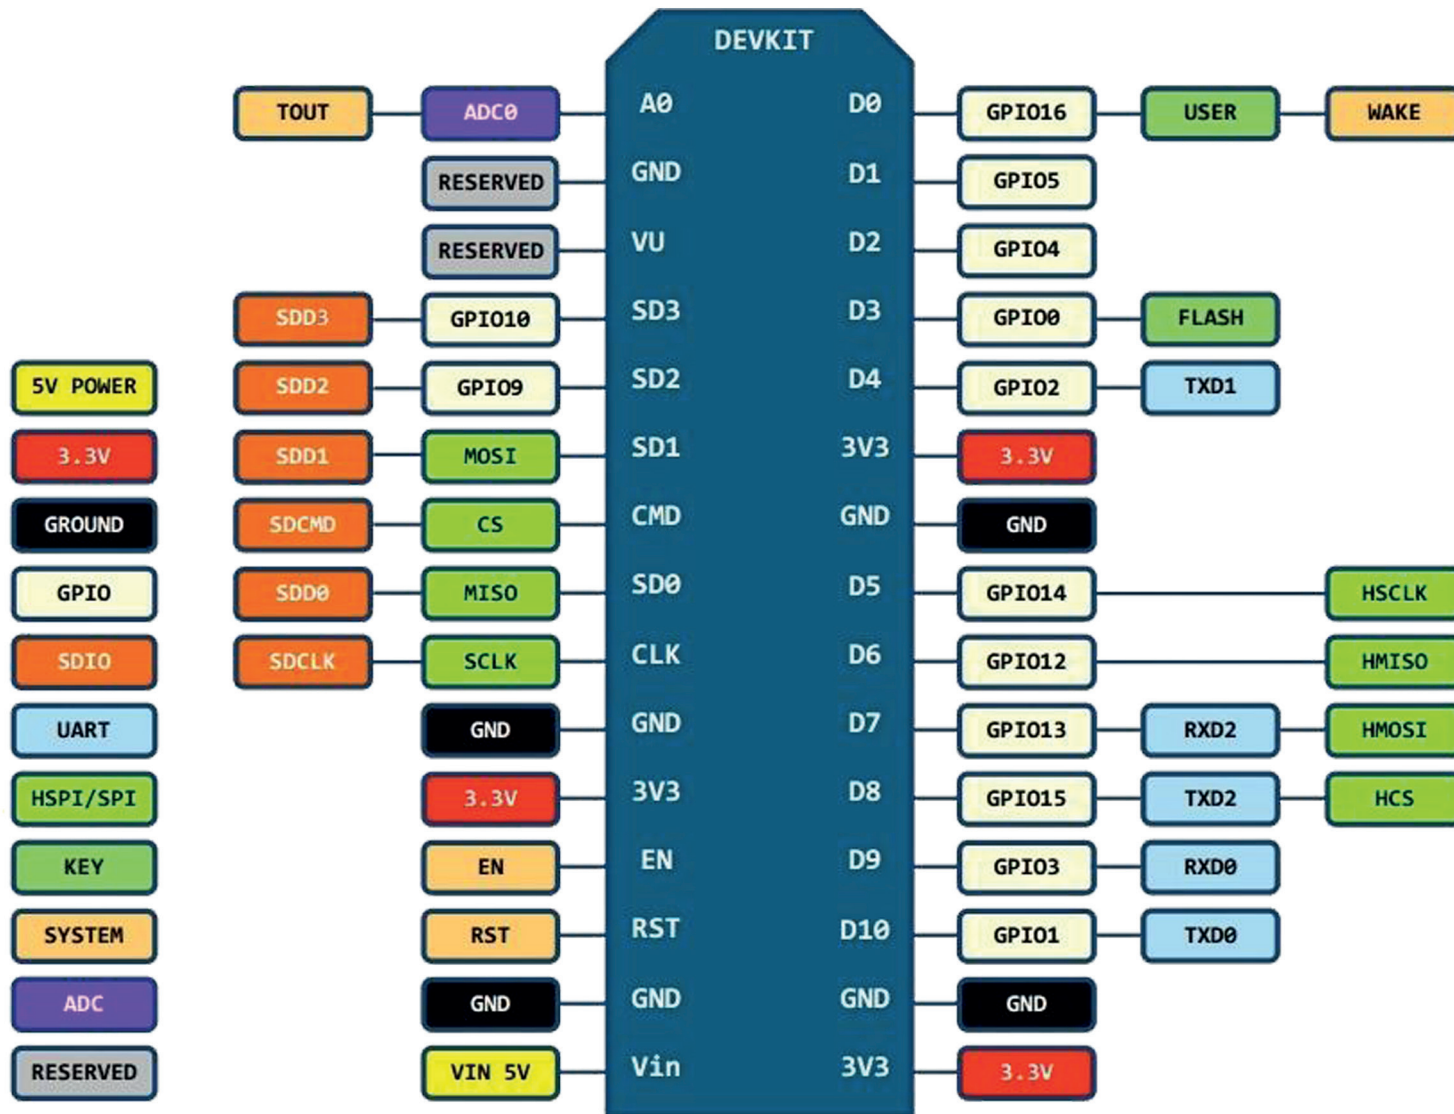 DEVKIT
TOUT ADC0 A0 D0 GPIO16 USER WAKE
RESERVED GND D1 GPIO5
RESERVED VU D2 GPIO4
SDD3 GPIO10 SD3 D3 GPIO0 FLASH
5V POWER SDD2 GPIO9 SD2 D4 GPIO2 TXD1
3.3V SDD1 MOSI SD1 3V3 3.3V
GROUND SDCMD CS CMD GND GND
GPIO SDD0 MISO SD0 D5 GPIO14 HSCLK
SDIO SDCLK SCLK CLK D6 GPIO12 HMISO
UART GND GND D7 GPIO13 RXD2 HMOSI
HSPI/SPI 3.3V 3V3 D8 GPIO15 TXD2 HCS
KEY EN EN D9 GPIO3 RXD0
SYSTEM RST RST D10 GPIO1 TXD0
ADC GND GND GND GND
RESERVED VIN 5V Vin 3V3 3.3V